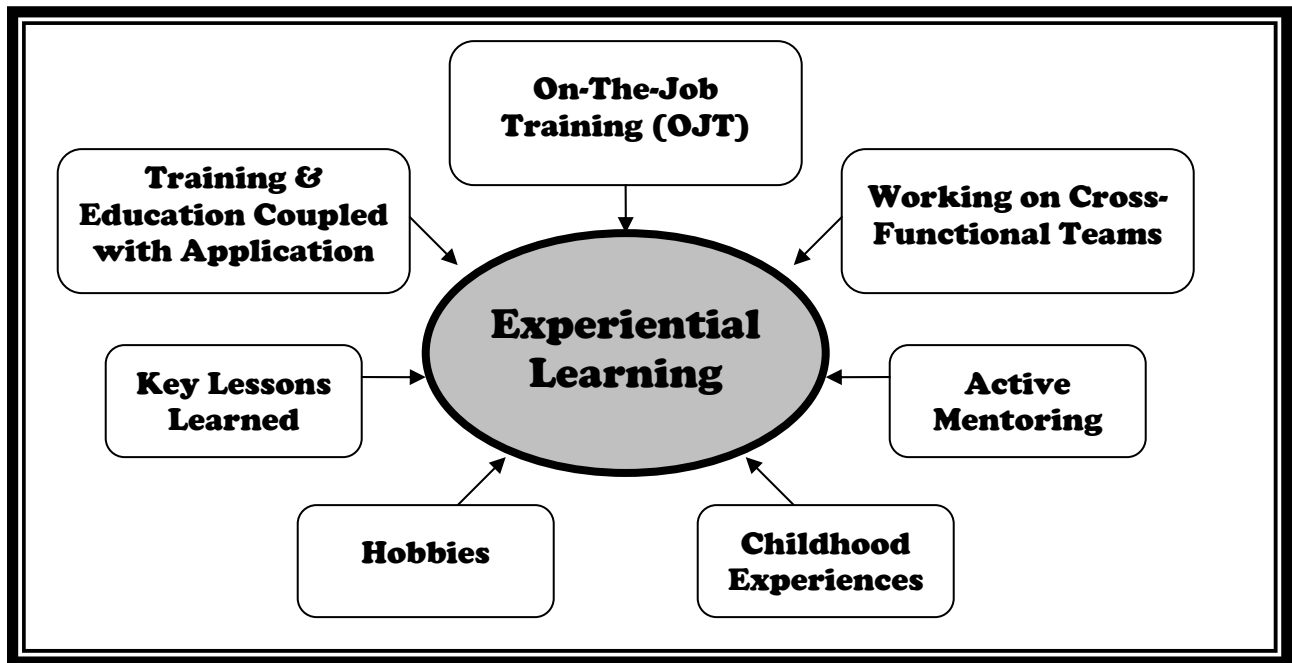 On-The-Job
Training (OJT)
Training &
Education Coupled
with Application
Working on Cross-
Functional Teams
Experiential
Learning
Key Lessons
Learned
Active
Mentoring
Hobbies
Childhood
Experiences